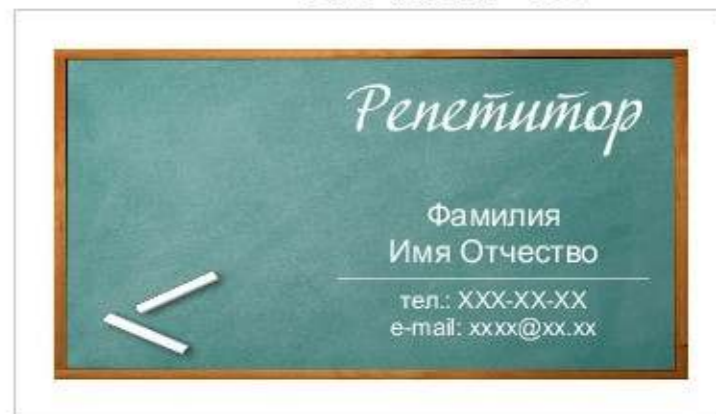 Репетитор
Фамилия
Имя Отчество
тел.: XXX-XX-XX
e-mail: xxxx@xx.xx